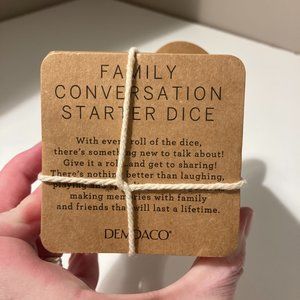 FAMILY
CONVERSATION
STARTER DICE
With every roll of the dice,
there's something new to talk about!
Give it a roll and get to sharing!
There's nothing better than laughing,
playing
making memories with family
and friends that will last a lifetime.
DEMDACO®